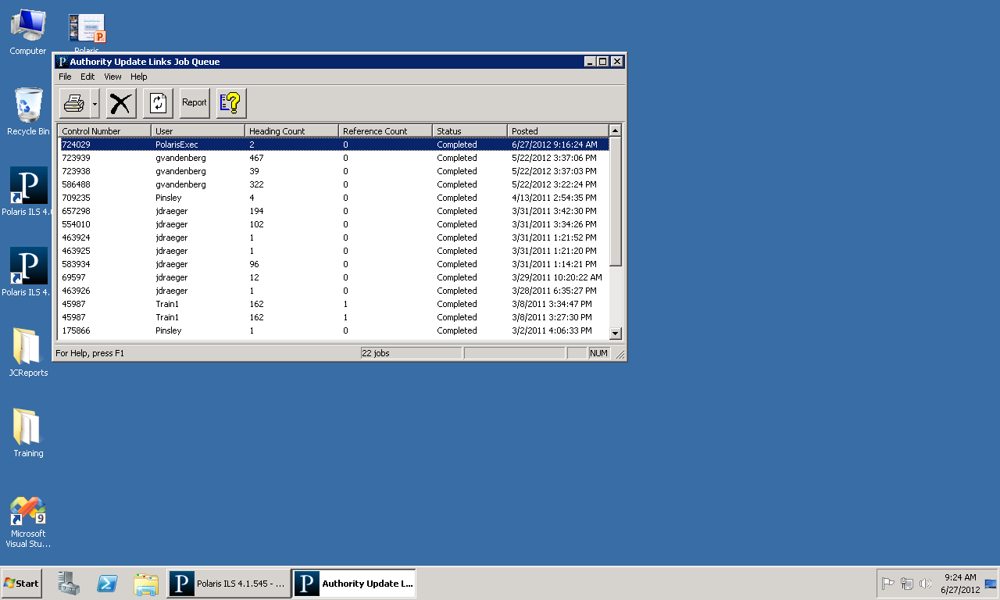 Computer
Polaris
Recycle Bin
Polaris ILS 4.
Polaris ILS 4.
JCReports
Training
9
Microsoft
Visual Stu...
Authority Update Links Job Queue
File Edit View Help
Report
Control Number User Heading Count Reference Count Status Posted
724029 PolarisExec 2 0 Completed 6/27/2012 9:16:24 AM
723939 gvandenberg 467 0 Completed 5/22/2012 3:37:06 PM
723938 gvandenberg 39 0 Completed 5/22/2012 3:37:03 PM
586488 gvandenberg 322 0 Completed 5/22/2012 3:22:24 PM
709235 Pinsley 4 0 Completed 4/13/2011 2:54:35 PM
657298 jdraeger 194 0 Completed 3/31/2011 3:42:30 PM
554010 jdraeger 102 0 Completed 3/31/2011 3:34:26 PM
463924 jdraeger 1 0 Completed 3/31/2011 1:21:52 PM
463925 jdraeger 1 0 Completed 3/31/2011 1:21:20 PM
583934 jdraeger 96 0 Completed 3/31/2011 1:14:21 PM
69597 jdraeger 12 0 Completed 3/29/2011 10:20:22 AM
463926 jdraeger 1 0 Completed 3/28/2011 6:35:27 PM
45987 Train1 162 1 Completed 3/8/2011 3:34:47 PM
45987 Train1 162 1 Completed 3/8/2011 3:27:30 PM
175866 Pinsley 1 0 Completed 3/2/2011 4:06:33 PM
For Help, press F1 22 jobs NUM
Start Polaris ILS 4.1.545 - ... Authority Update L...
9:24 AM
6/27/2012